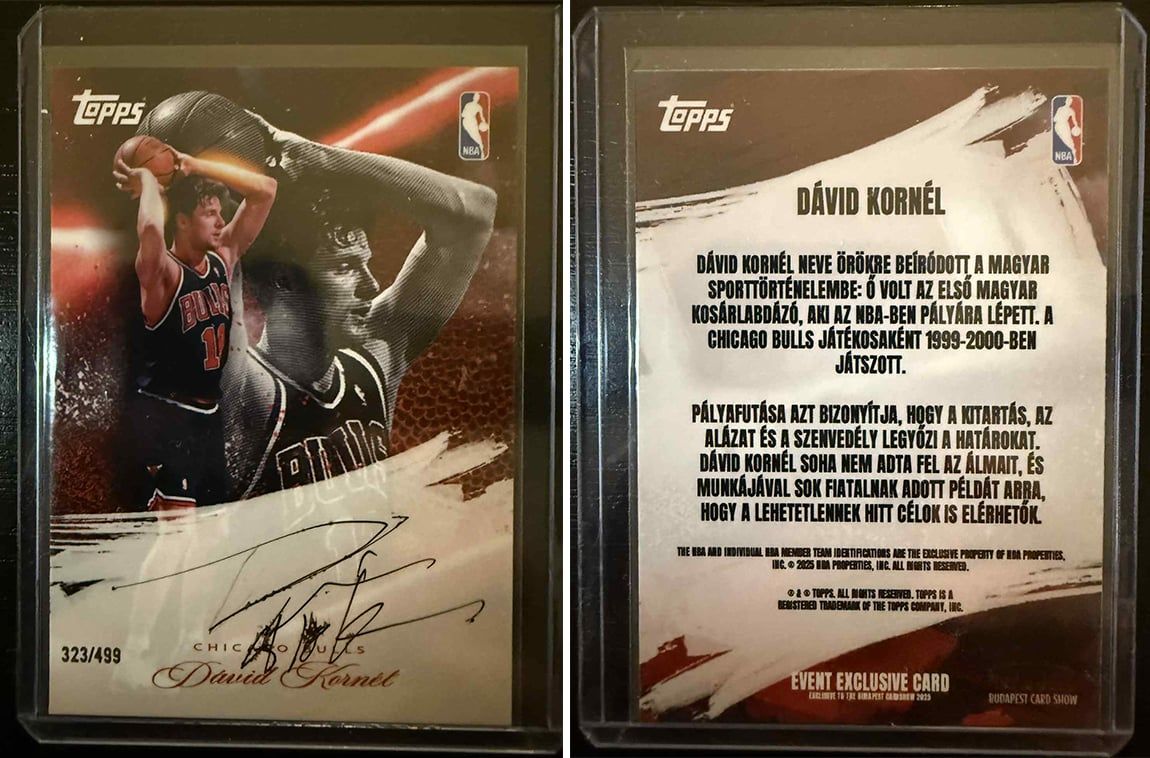 TOPPS
NBA
BULLS
BULLS
323/499
CHICAGO BULLS
Dávid Kornél
TOPPS
NBA
DÁVID KORNÉL
DÁVID KORNÉL NEVE ÖRÖKRE BEÍRÓDOTT A MAGYAR
SPORTTÖRTÉNELEMBE: Ő VOLT AZ ELSŐ MAGYAR
KOSÁRLABDÁZÓ, AKI AZ NBA-BEN PÁLYÁRA LÉPETT. A
CHICAGO BULLS JÁTÉKOSAKÉNT 1999-2000-BEN
JÁTSZOTT.
PÁLYAFUTÁSA AZT BIZONYÍTJA, HOGY A KITARTÁS, AZ
ALÁZAT ÉS A SZENVEDÉLY LEGYŐZI A HATÁROKAT.
DÁVID KORNÉL SOHA NEM ADTA FEL AZ ÁLMAIT, ÉS
MUNKÁJÁVAL SOK FIATALNAK ADOTT PÉLDÁT ARRA,
HOGY A LEHETETLENNEK HITT CÉLOK IS ELÉRHETŐK.
THE NBA AND INDIVIDUAL NBA MEMBER TEAM IDENTIFICATIONS ARE THE EXCLUSIVE PROPERTY OF NBA PROPERTIES,
INC. © 2025 NBA PROPERTIES, INC. ALL RIGHTS RESERVED.
® & © TOPPS. ALL RIGHTS RESERVED. TOPPS IS A
REGISTERED TRADEMARK OF THE TOPPS COMPANY, INC.
EVENT EXCLUSIVE CARD
EXCLUSIVE TO THE BUDAPEST CARDSHOW 2025
BUDAPEST CARD SHOW